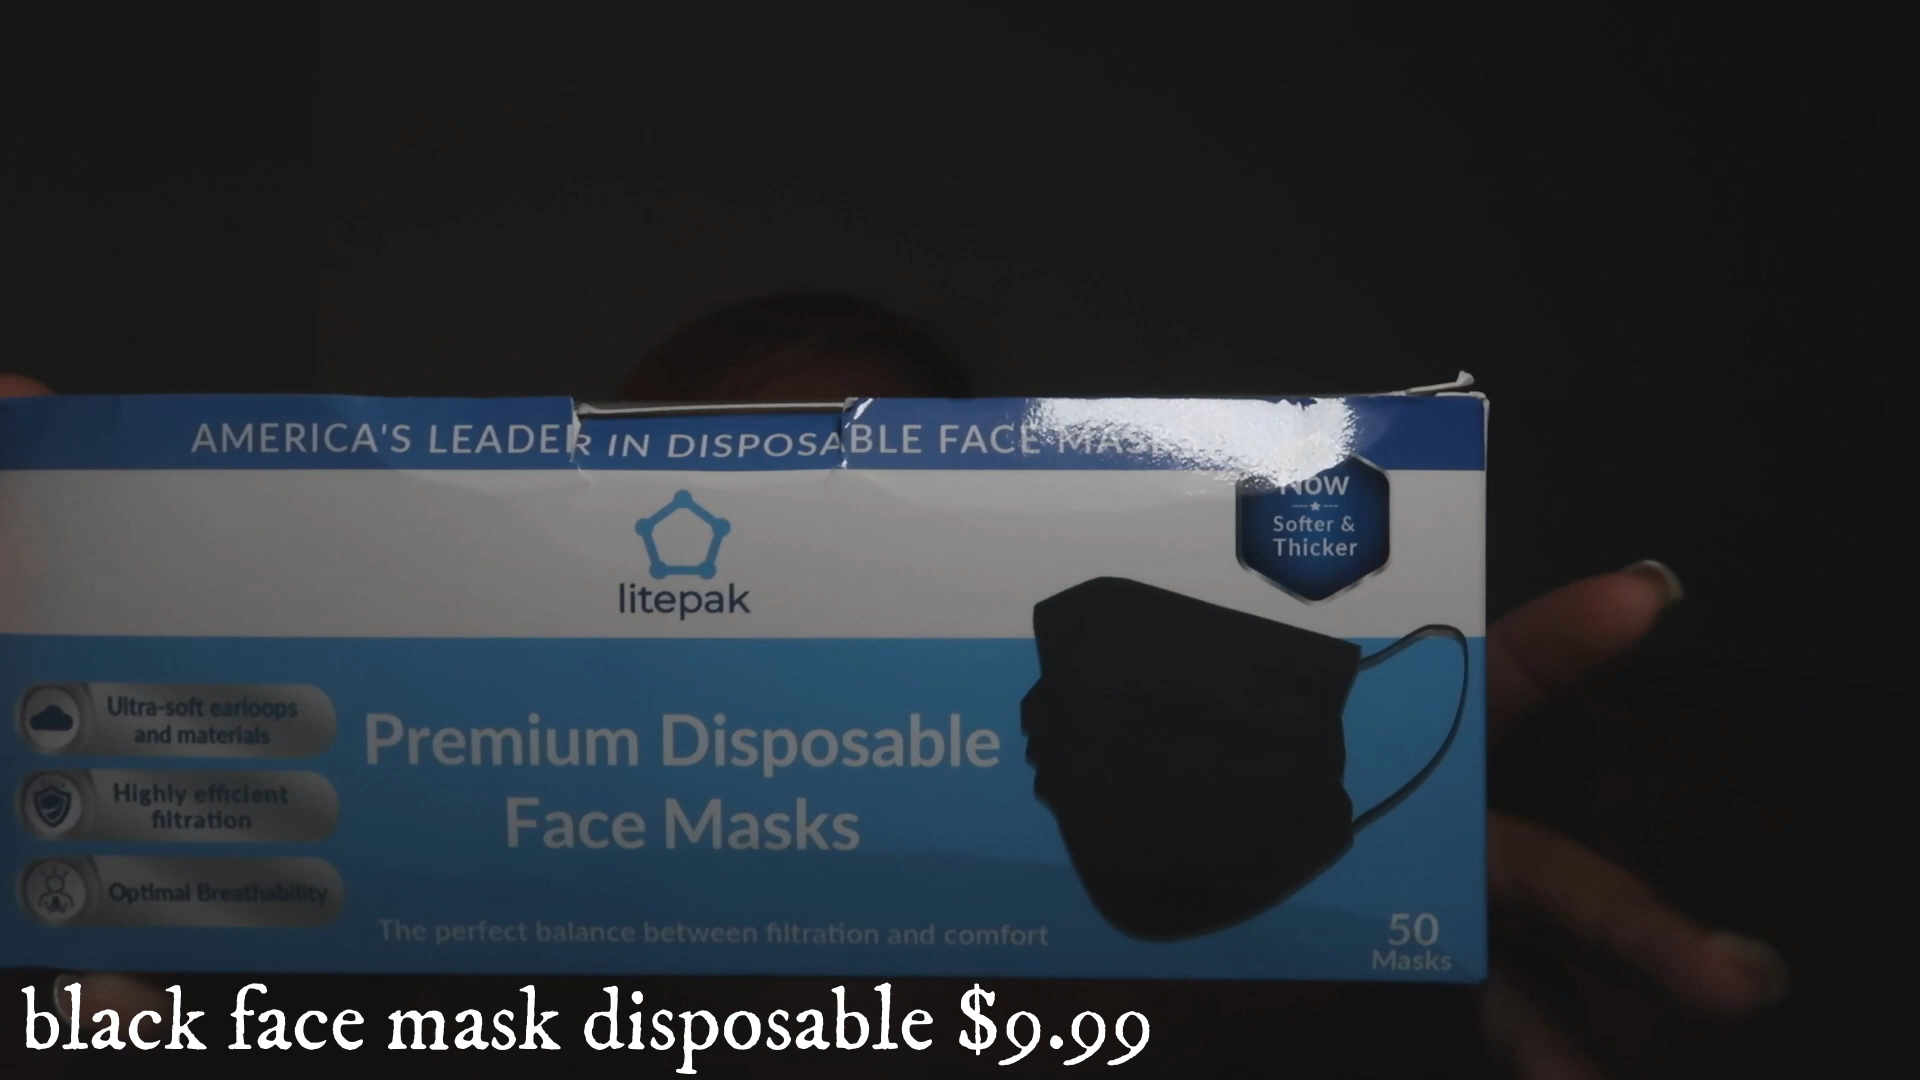 AMERICA'S LEADER IN DISPOSABLE FACE
NOW
Softer &
Thicker
litepak
Ultra-soft earloops
and materials
Highly efficient
filtration
Optimal Breathability
Premium Disposable
Face Masks
The perfect balance between filtration and comfort
50
Masks
black face mask disposable $9.99